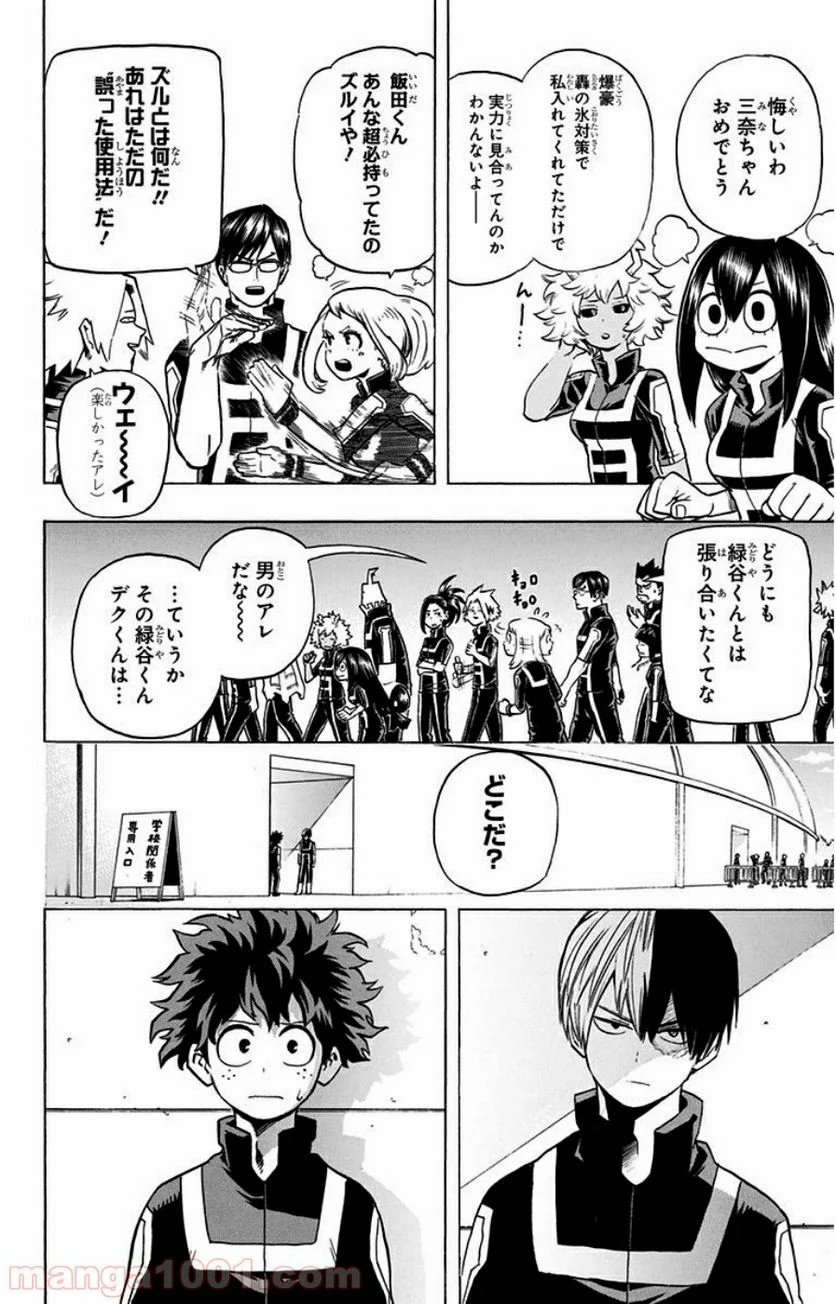 悔しいわ
三奈ちゃん
おめでとう
爆豪
轟の氷対策で
私入れてくれてただけで
実力に見合ってんのか
わかんないよ――
んー…
飯田くん
あんな超必持ってたの
ズルイや！
ズルとは何だ!!
あれはただの
“誤った使用法”だ！
ウェ～～～イ
（楽しかったアレ）
どうにも
緑谷くんとは
張り合いたくてな
男のアレ
だな～～
キョロ
キョロ
…ていうか
その緑谷くん
デクくんは…
どこだ？
学校関係者
専用入口
manga1001.com